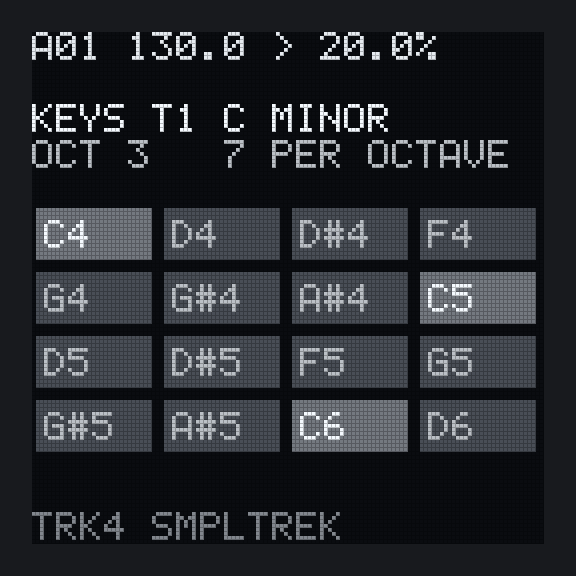 A01 130.0 > 20.0%
KEYS T1 C MINOR
OCT 3 7 PER OCTAVE
C4 D4 D#4 F4
G4 G#4 A#4 C5
D5 D#5 F5 G5
G#5 A#5 C6 D6
TRK4 SMPLTREK